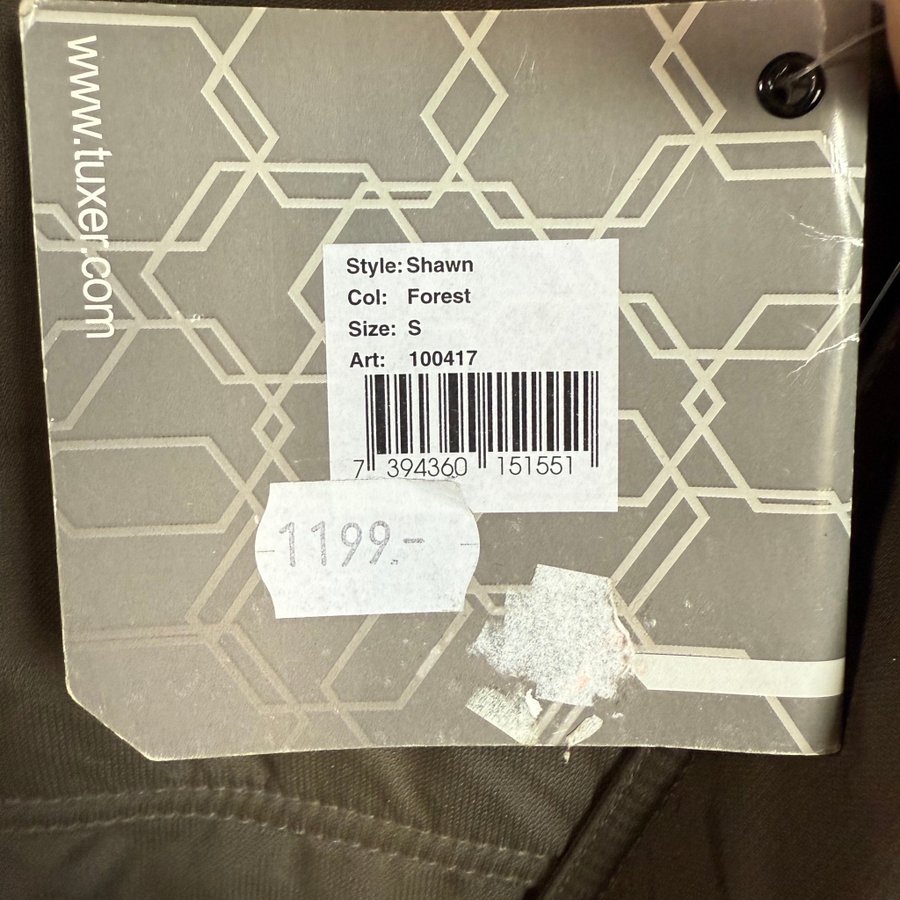 www.tuxer.com
Style: Shawn
Col: Forest
Size: S
Art: 100417
7 394360 151551
1199.-